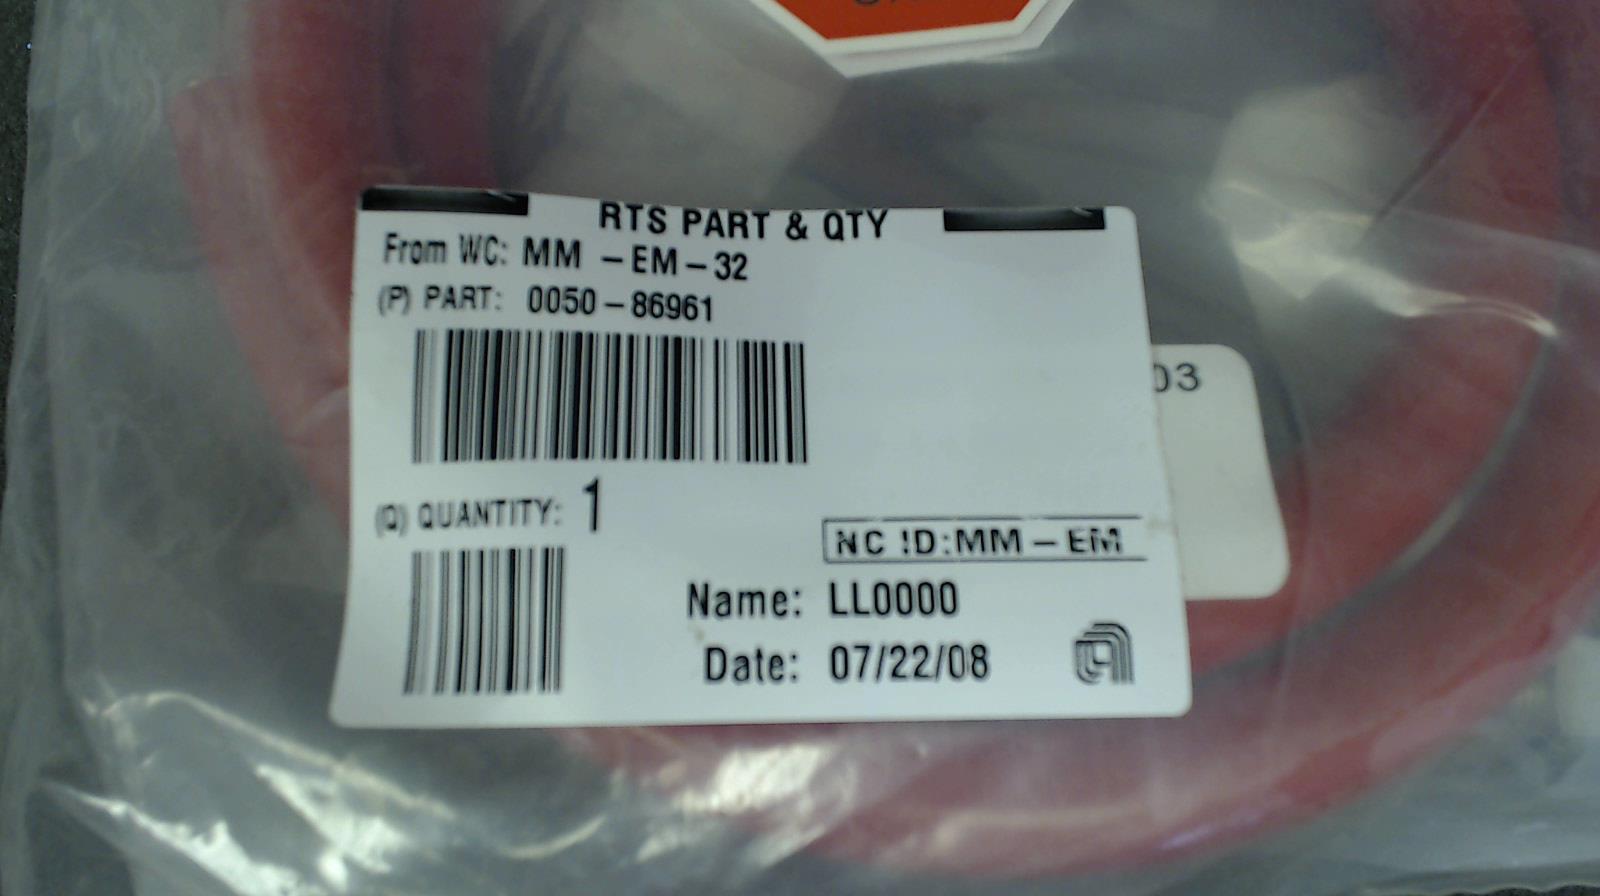 RTS PART & QTY
From WC: MM -EM-32
(P) PART: 0050-86961
03
(Q) QUANTITY: 1
NC ID:MM-EM
Name: LL0000
Date: 07/22/08